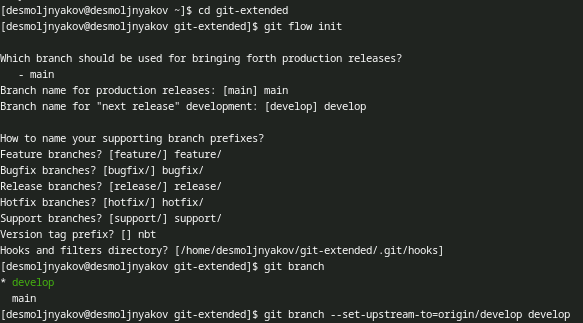 [desmoljnyakov@desmoljnyakov ~]$ cd git-extended
[desmoljnyakov@desmoljnyakov git-extended]$ git flow init

Which branch should be used for bringing forth production releases?
   - main
Branch name for production releases: [main] main
Branch name for "next release" development: [develop] develop

How to name your supporting branch prefixes?
Feature branches? [feature/] feature/
Bugfix branches? [bugfix/] bugfix/
Release branches? [release/] release/
Hotfix branches? [hotfix/] hotfix/
Support branches? [support/] support/
Version tag prefix? [] nbt
Hooks and filters directory? [/home/desmoljnyakov/git-extended/.git/hooks]
[desmoljnyakov@desmoljnyakov git-extended]$ git branch
* develop
  main
[desmoljnyakov@desmoljnyakov git-extended]$ git branch --set-upstream-to=origin/develop develop